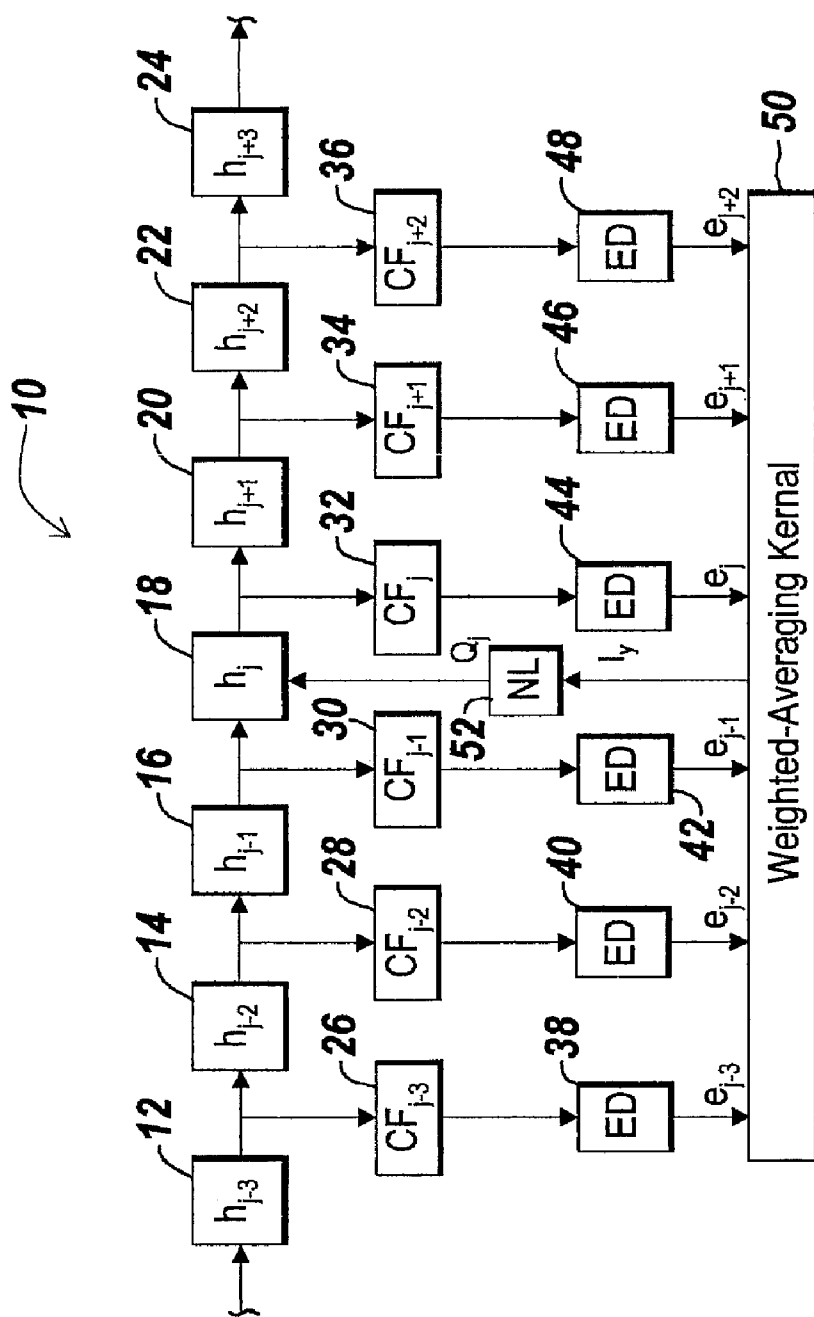 10
12 14 16 18 20 22 24
h_{j-3} h_{j-2} h_{j-1} h_j h_{j+1} h_{j+2} h_{j+3}
26 28 30 32 34 36
CF_{j-3} CF_{j-2} CF_{j-1} CF_j CF_{j+1} CF_{j+2}
Q_j
52 NL
38 40 42 44 46 48
ED ED ED ED ED ED
I_y
e_{j-3} e_{j-2} e_{j-1} e_j e_{j+1} e_{j+2}
50
Weighted-Averaging Kernal